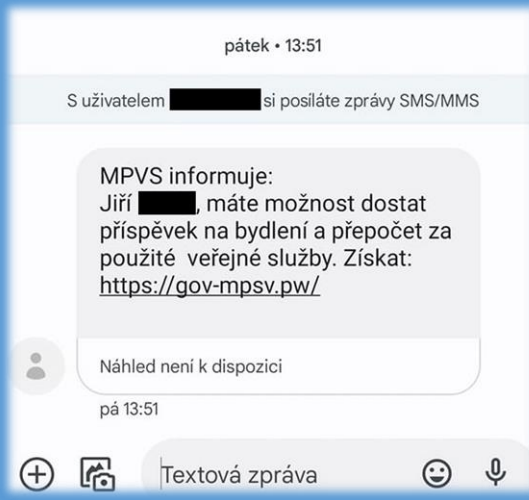 pátek • 13:51
S uživatelem si posíláte zprávy SMS/MMS
MPVS informuje:
Jiří , máte možnost dostat
příspěvek na bydlení a přepočet za
použité veřejné služby. Získat:
https://gov-mpsv.pw/
Náhled není k dispozici
pá 13:51
Textová zpráva